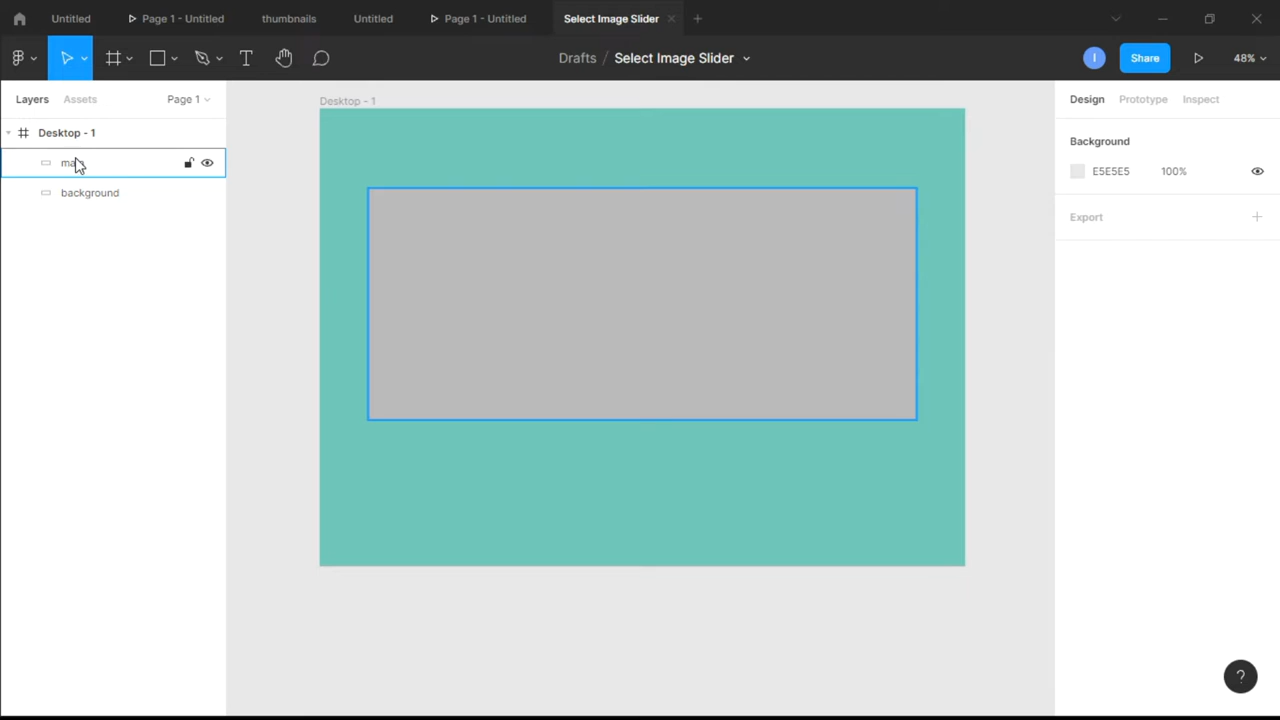 Untitled
Page 1 - Untitled
thumbnails
Untitled
Page 1 - Untitled
Select Image Slider
Drafts / Select Image Slider
I
Share
48%
Layers
Assets
Page 1
Desktop - 1
Design
Prototype
Inspect
Desktop - 1
background
Background
E5E5E5
100%
Export
?